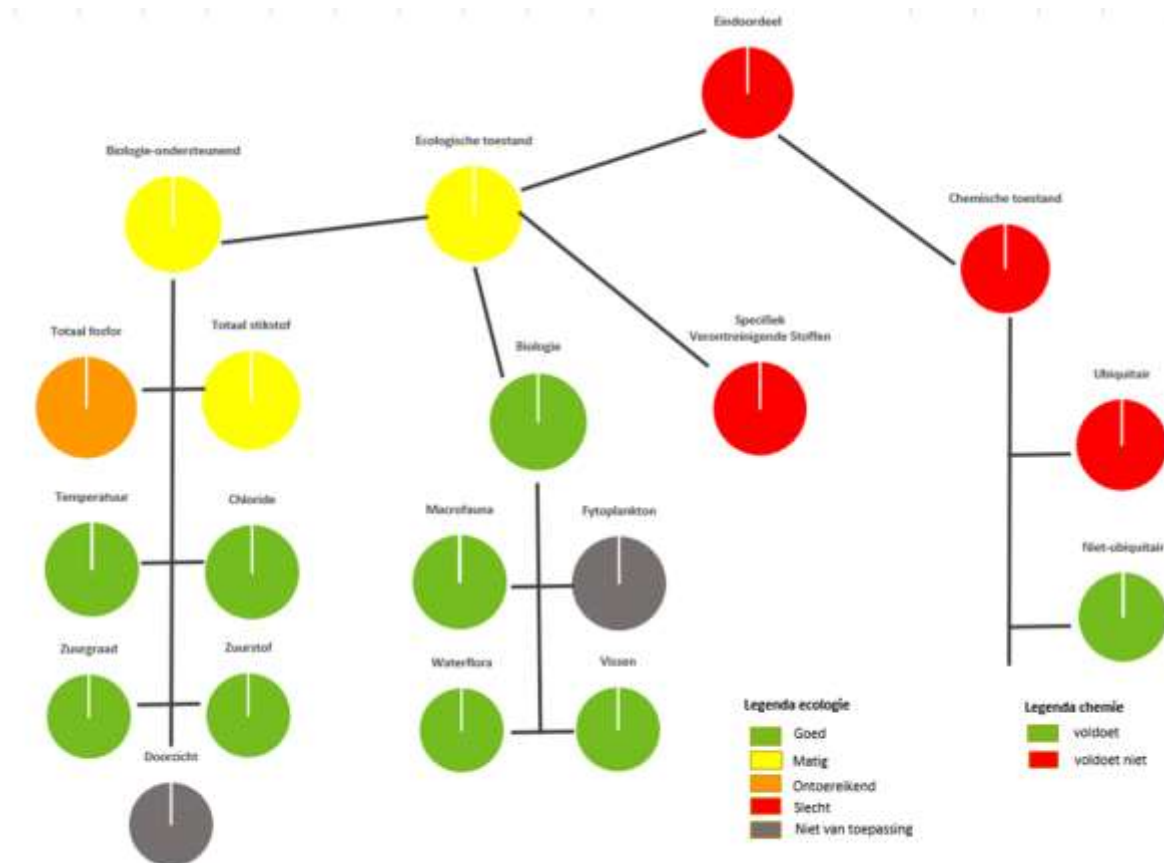 Eindoordeel
Ecologische toestand
Biologie-ondersteunend
Chemische toestand
Totaal fosfor
Totaal stikstof
Specifiek
Verontreinigende Stoffen
Biologie
Ubiquitair
Temperatuur
Chloride
Macrofauna
Fytoplankton
Niet-ubiquitair
Zuurgraad
Zuurstof
Waterflora
Vissen
Doorzicht
Legenda ecologie
Goed
Matig
Ontoereikend
Slecht
Niet van toepassing
Legenda chemie
voldoet
voldoet niet